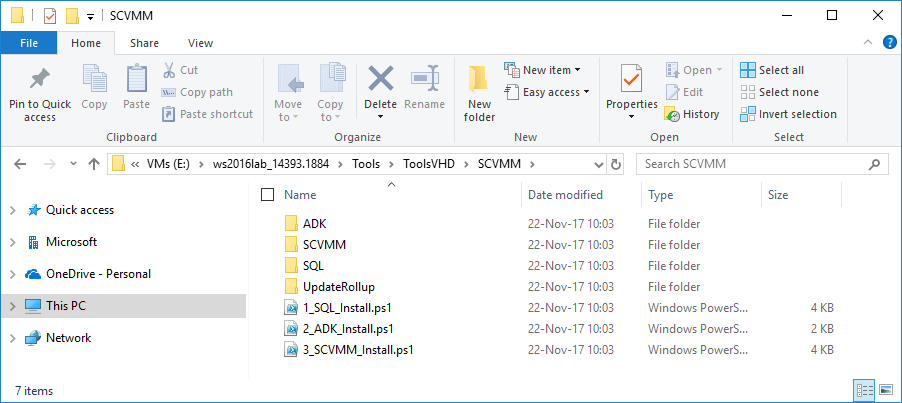 SCVMM
File Home Share View
Pin to Quick access
Copy
Paste
Cut
Copy path
Paste shortcut
Clipboard
Move to
Copy to
Delete
Rename
Organize
New folder
New item
Easy access
New
Properties
Open
Edit
History
Open
Select all
Select none
Invert selection
Select
« VMs (E:) > ws2016lab_14393.1884 > Tools > ToolsVHD > SCVMM >
Search SCVMM
Quick access
Microsoft
OneDrive - Personal
This PC
Network
Name Date modified Type Size
ADK 22-Nov-17 10:03 File folder
SCVMM 22-Nov-17 10:03 File folder
SQL 22-Nov-17 10:03 File folder
UpdateRollup 22-Nov-17 10:03 File folder
1_SQL_Install.ps1 22-Nov-17 10:03 Windows PowerS... 4 KB
2_ADK_Install.ps1 22-Nov-17 10:03 Windows PowerS... 2 KB
3_SCVMM_Install.ps1 22-Nov-17 10:03 Windows PowerS... 4 KB
7 items